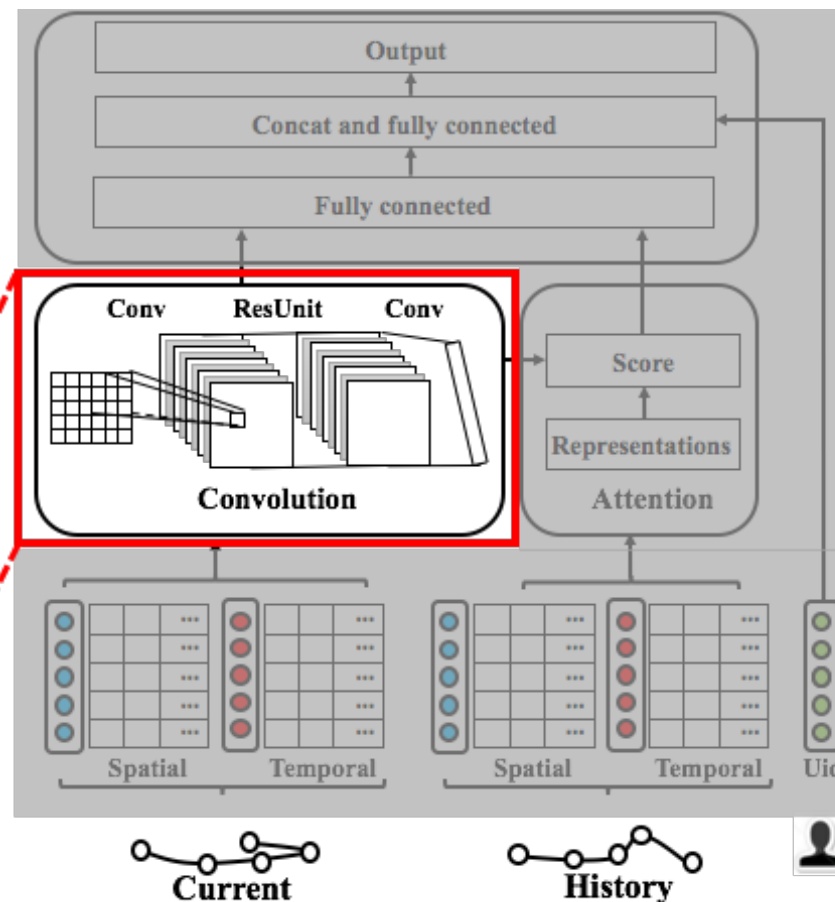 Output
Concat and fully connected
Fully connected
Conv ResUnit Conv
Convolution
Score
Representations
Attention
... ... ... ...
... ... ... ...
... ... ... ...
... ... ... ...
... ... ... ...
Spatial Temporal Spatial Temporal
Current History